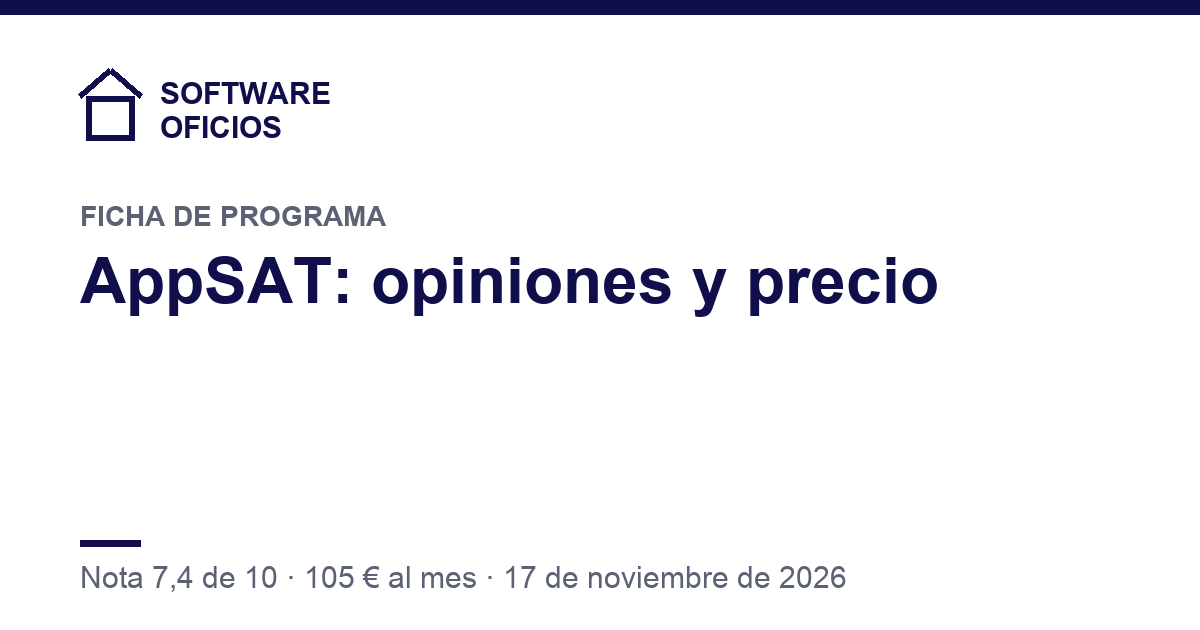 SOFTWARE
OFICIOS
FICHA DE PROGRAMA
AppSAT: opiniones y precio
Nota 7,4 de 10 · 105 € al mes · 17 de noviembre de 2026